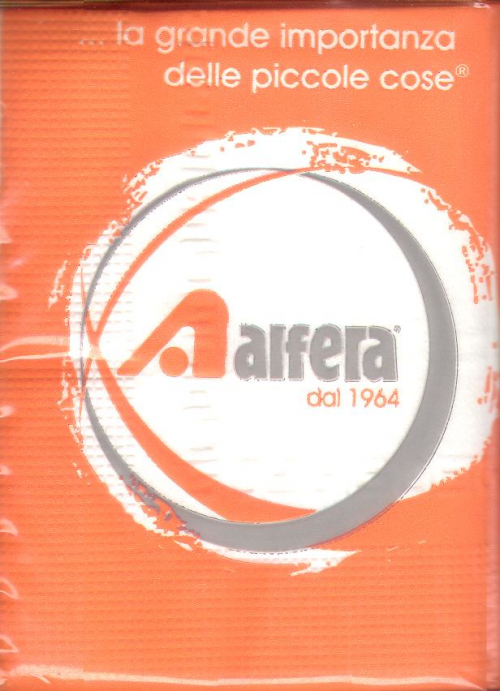 ... la grande importanza
delle piccole cose®
alfera®
dal 1964